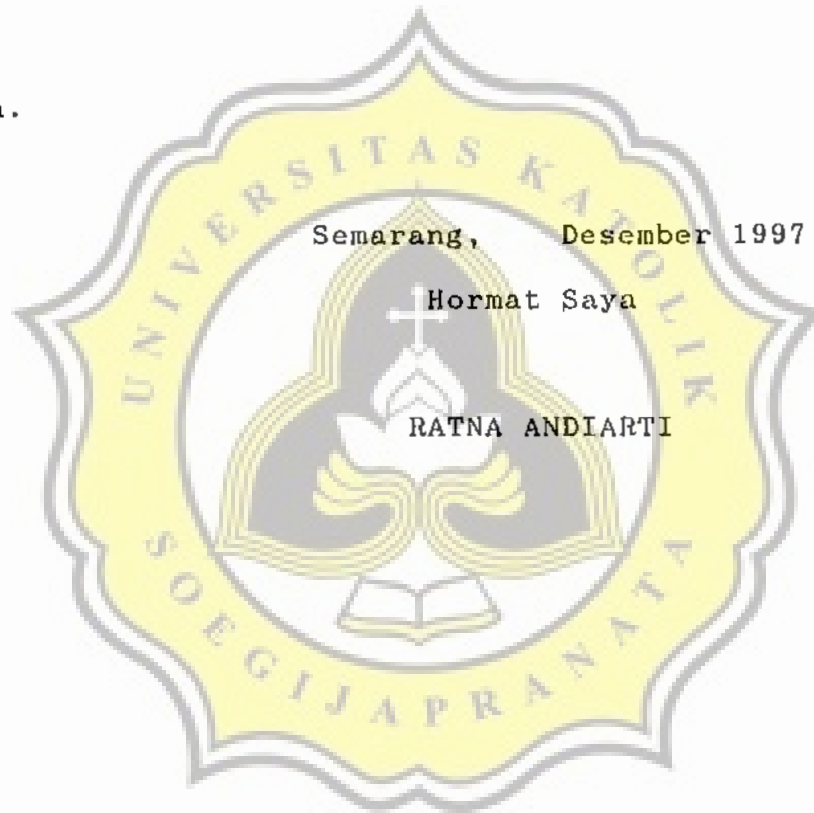 UNIVERSITAS KATOLIK
Semarang, Desember 1997
Hormat Saya
RATNA ANDIARTI
SOEGIJAPRANATA